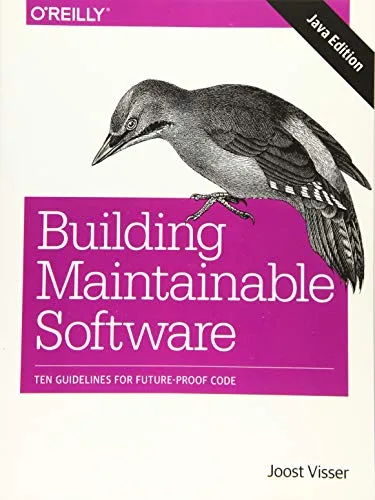 O'REILLY®
Java Edition
Building
Maintainable
Software
TEN GUIDELINES FOR FUTURE-PROOF CODE
Joost Visser